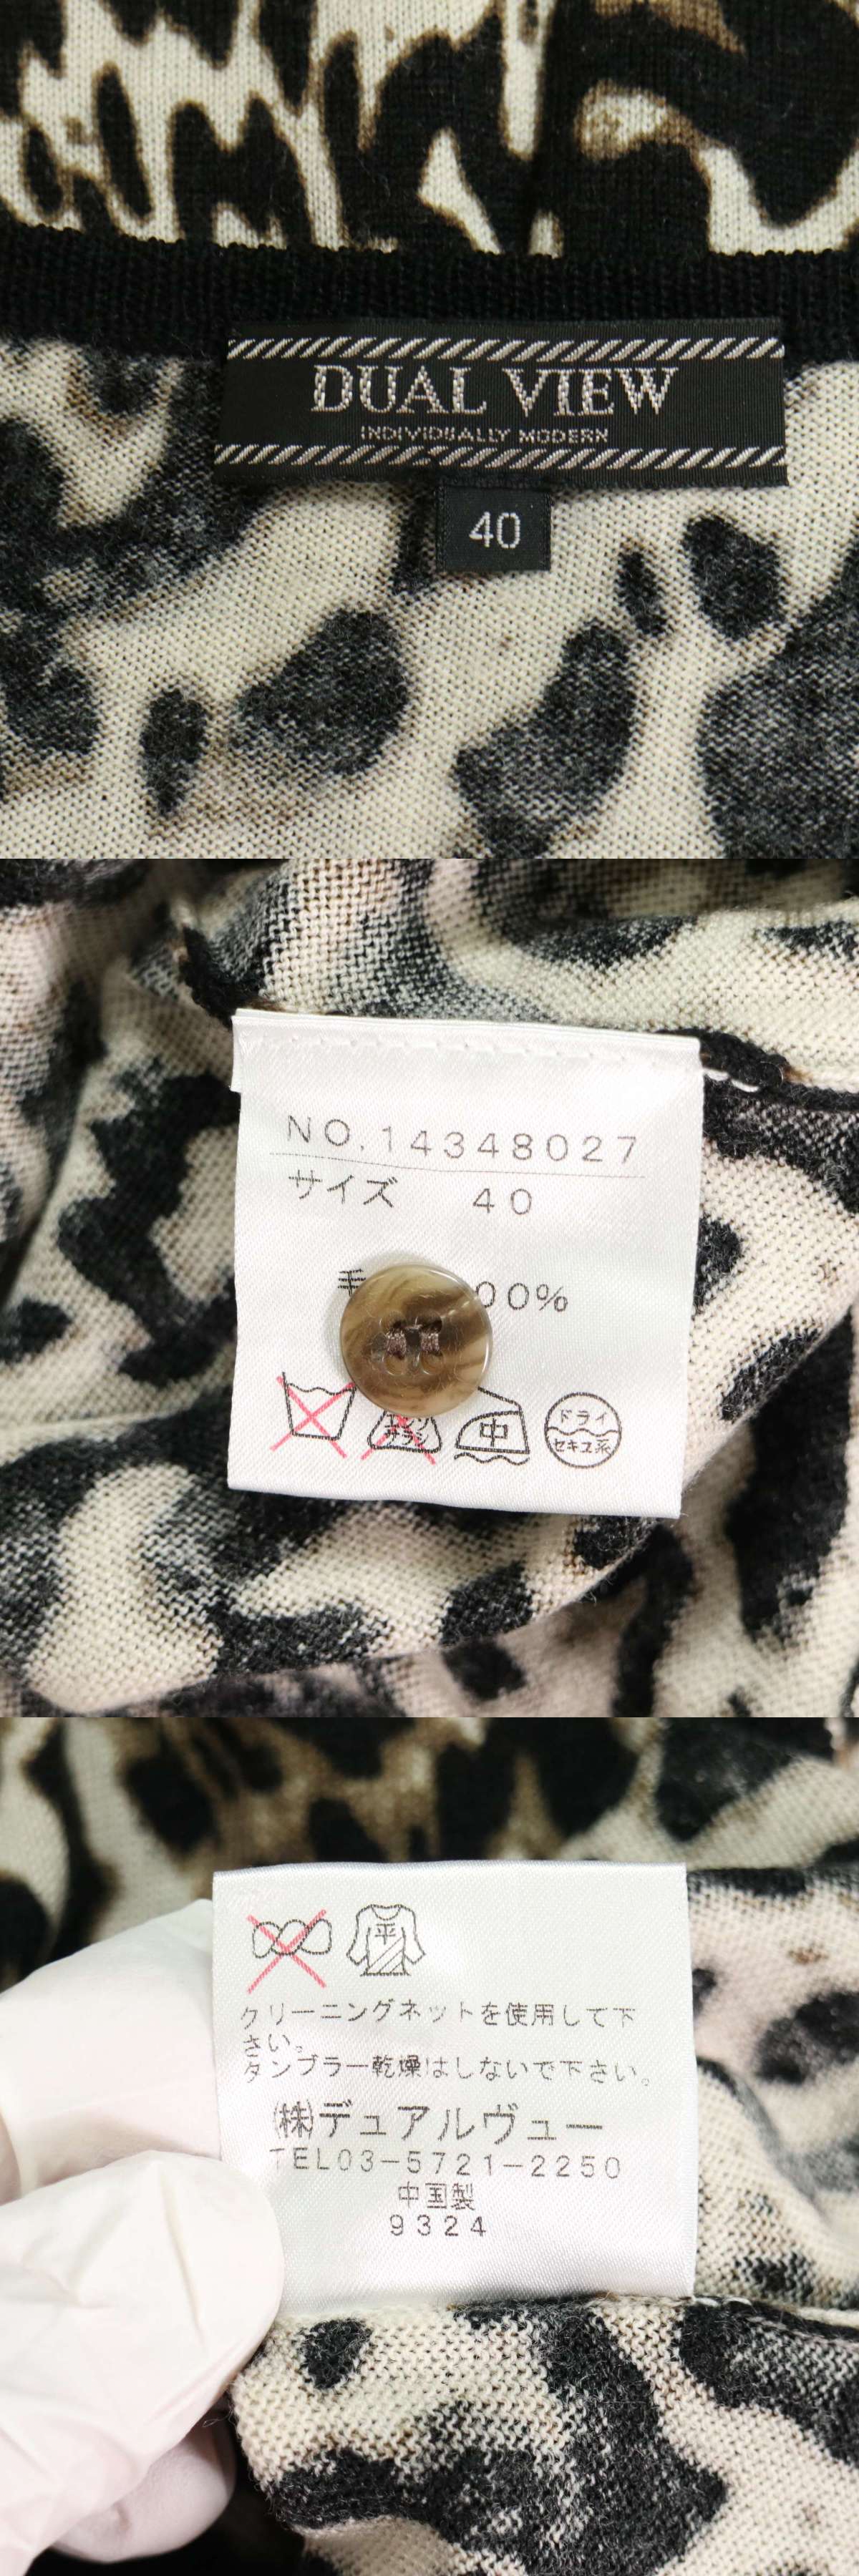 DUAL VIEW
INDIVIDUALLY MODERN
40
NO.14348027
サイズ 40
毛 00%
中
ドライ
セキユ系
平
クリーニングネットを使用して下
さい。
タンブラー乾燥はしないで下さい。
(株)デュアルヴュー
TEL03-5721-2250
中国製
9324